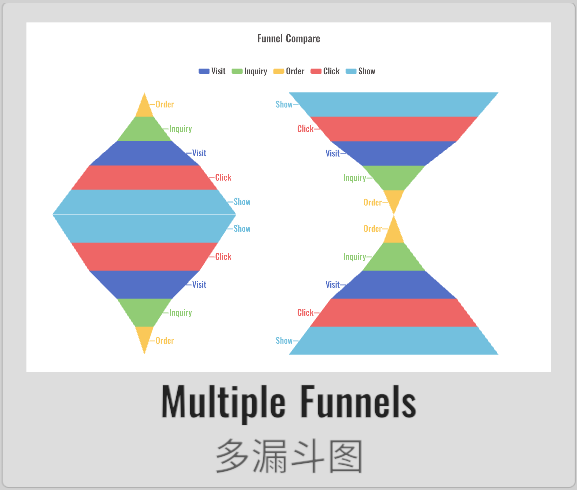 Funnel Compare
Visit Inquiry Order Click Show
Order
Inquiry
Visit
Click
Show
Show
Click
Visit
Inquiry
Order
Show
Click
Visit
Inquiry
Order
Order
Inquiry
Visit
Click
Show
Multiple Funnels
多漏斗图